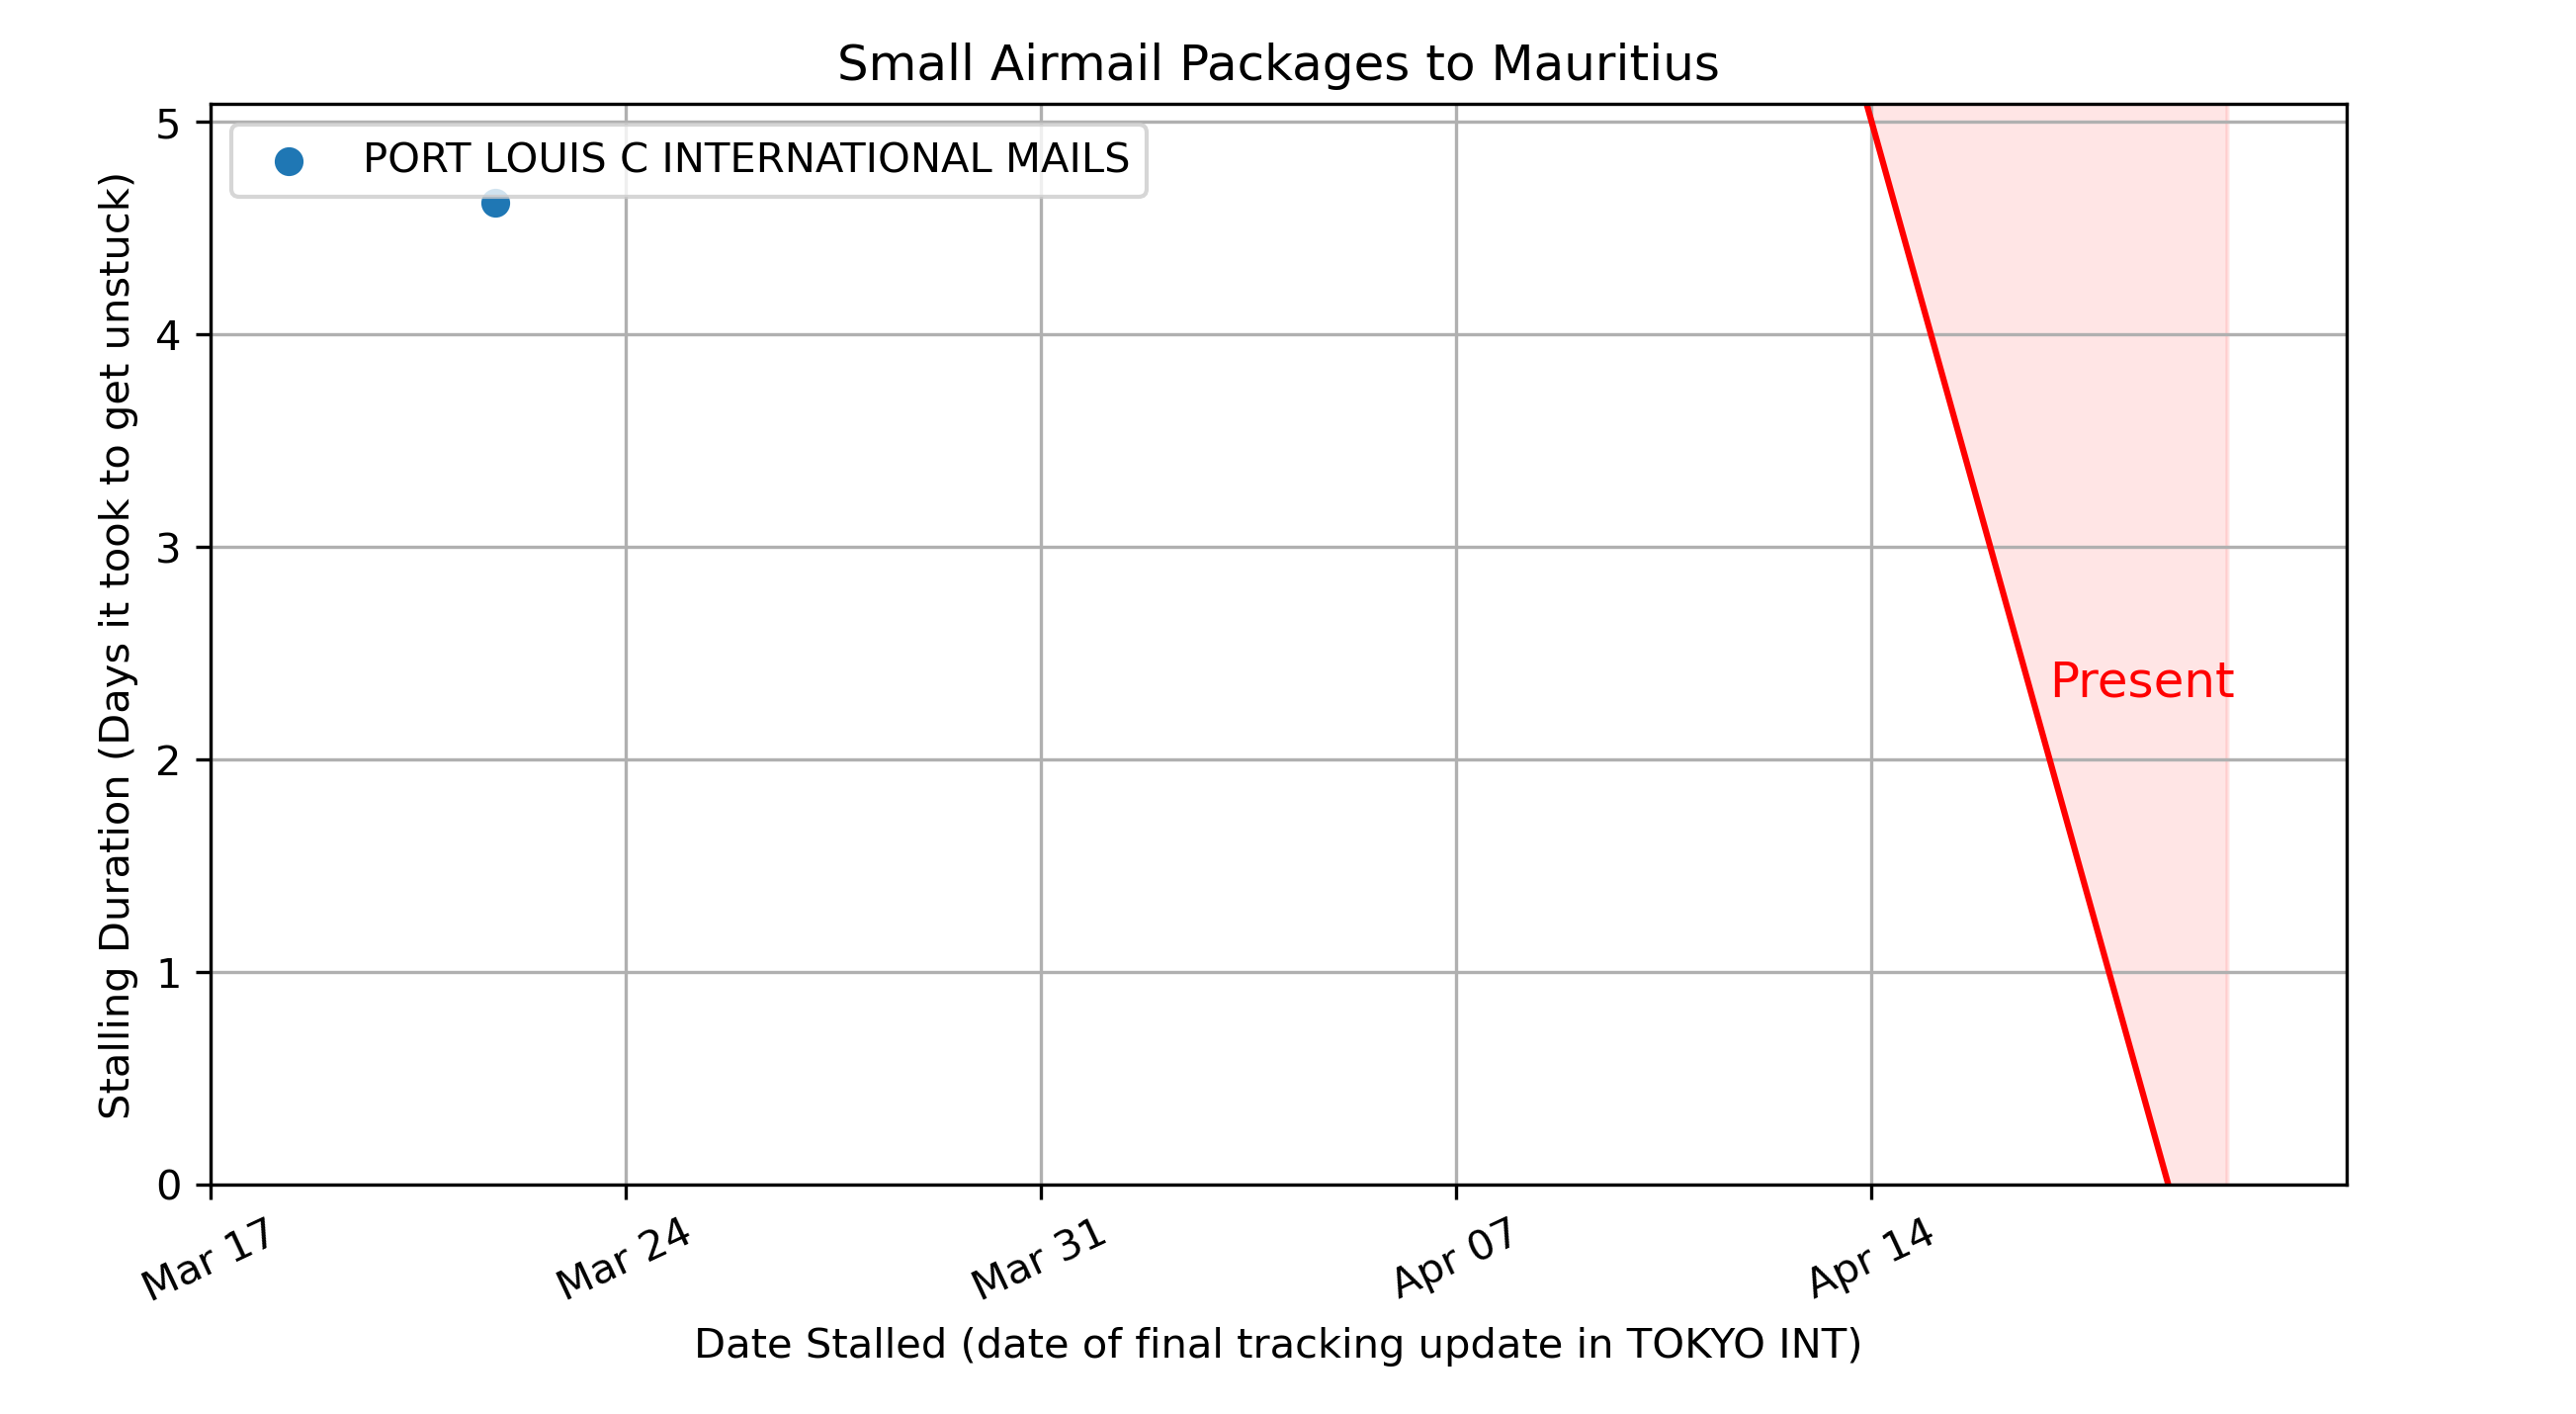 Small Airmail Packages to Mauritius
PORT LOUIS C INTERNATIONAL MAILS
Stalling Duration (Days it took to get unstuck)
5
4
3
2
1
0
Present
Mar 17
Mar 24
Mar 31
Apr 07
Apr 14
Date Stalled (date of final tracking update in TOKYO INT)